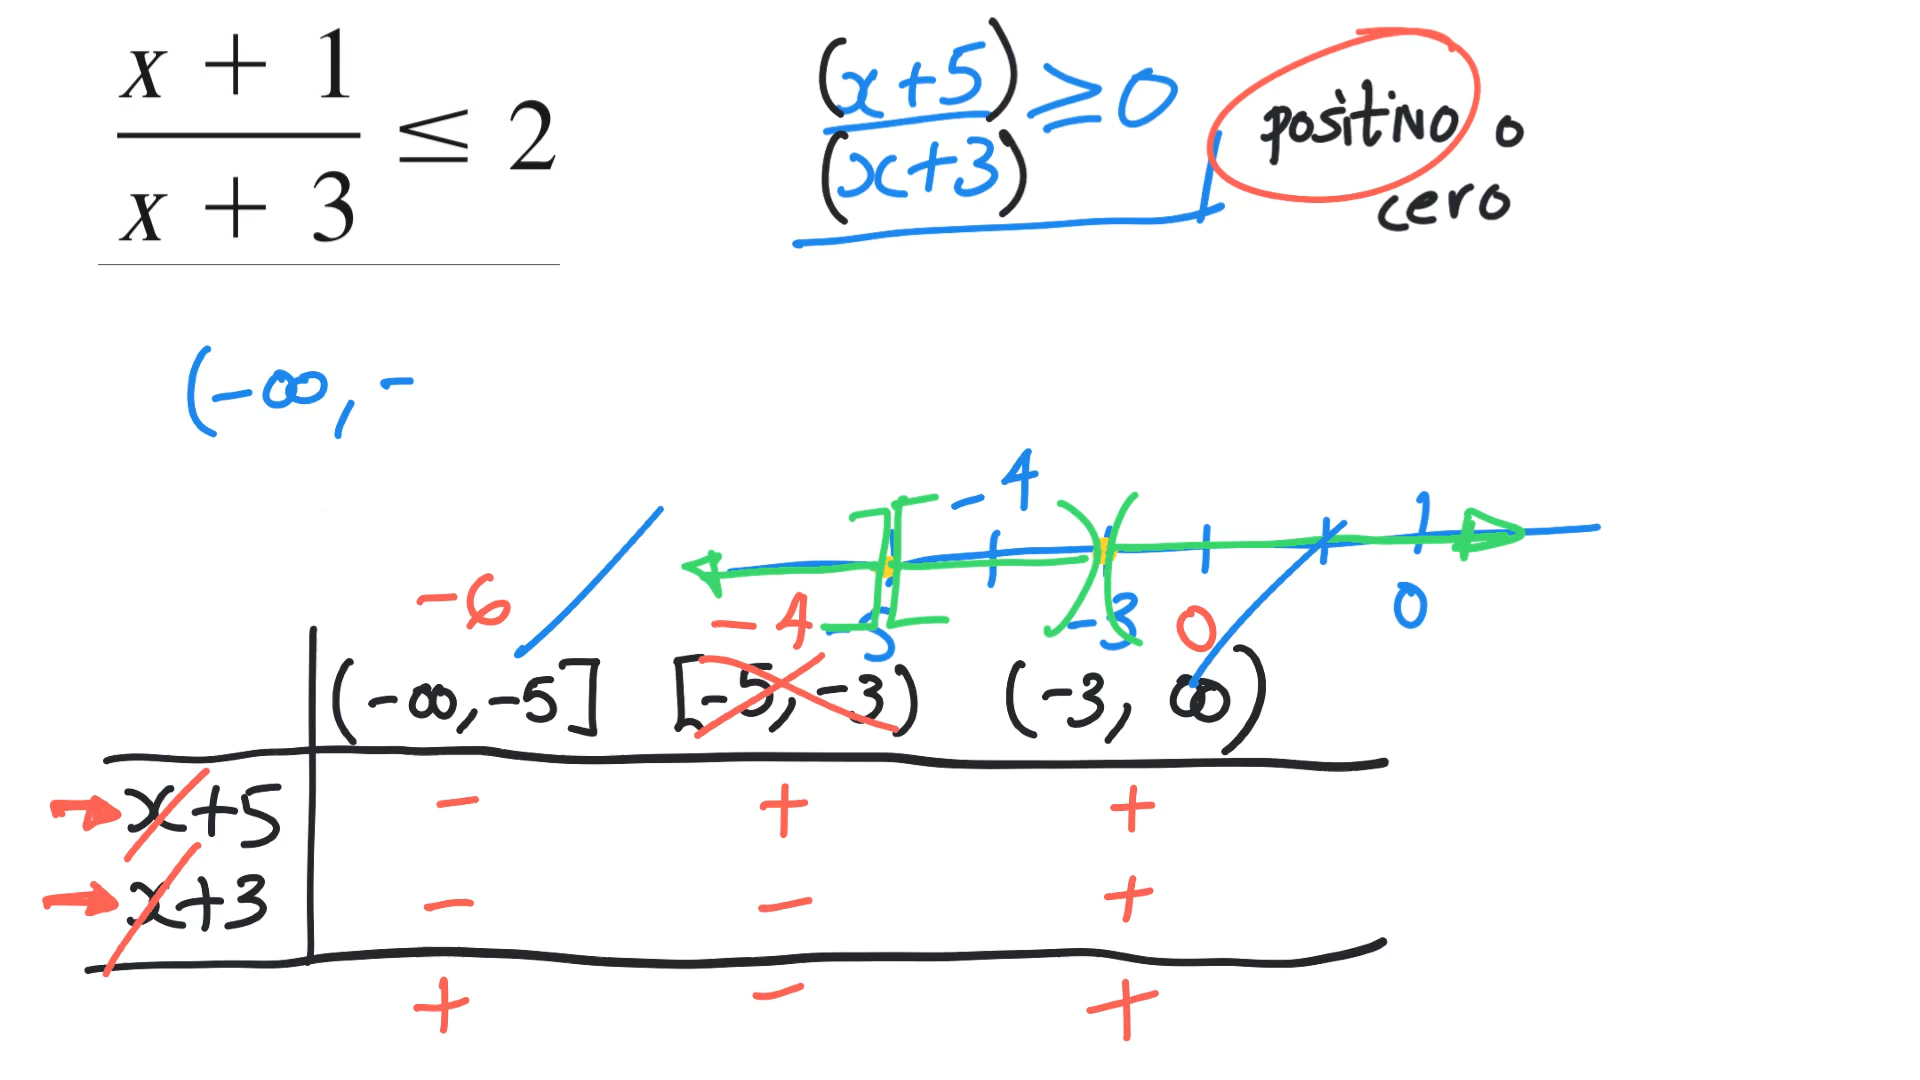 x + 1
/
x + 3 ≤ 2
(x+5)
/
(x+3) ≥ 0
positivo o
cero
(-∞, -
-4
1
-6
-4 -5 -3 0 0
(-∞, -5] [-5, -3) (-3, ∞)
x+5 - + +
x+3 - - +
+ - +